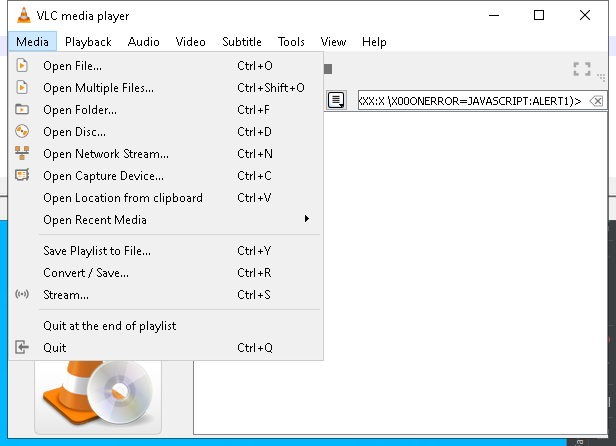 VLC media player
Media Playback Audio Video Subtitle Tools View Help
Open File... Ctrl+O
Open Multiple Files... Ctrl+Shift+O
Open Folder... Ctrl+F
Open Disc... Ctrl+D
XXX:X \X00ONERROR=JAVASCRIPT:ALERT1)>
Open Network Stream... Ctrl+N
Open Capture Device... Ctrl+C
Open Location from clipboard Ctrl+V
Open Recent Media
Save Playlist to File... Ctrl+Y
Convert / Save... Ctrl+R
Stream... Ctrl+S
Quit at the end of playlist
Quit Ctrl+Q